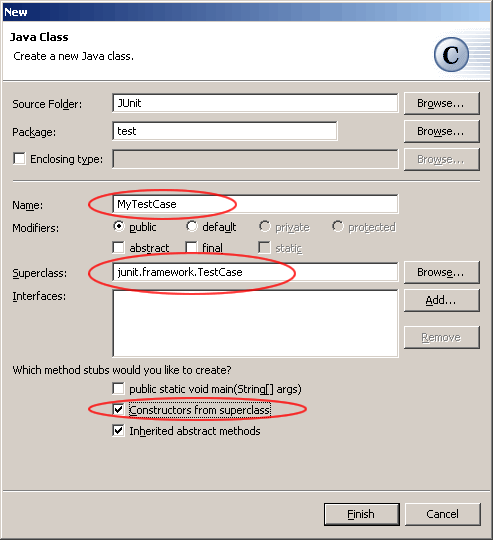 New
Java Class
Create a new Java class.
C
Source Folder: JUnit Browse...
Package: test Browse...
Enclosing type: Browse...
Name: MyTestCase
Modifiers: public default private protected
abstract final static
Superclass: junit.framework.TestCase Browse...
Interfaces: Add...
Remove
Which method stubs would you like to create?
public static void main(String[] args)
Constructors from superclass
Inherited abstract methods
Finish Cancel